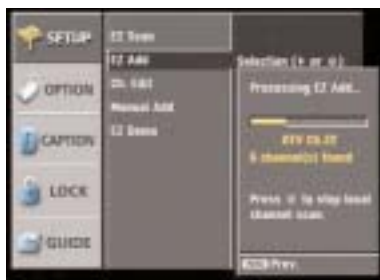 SETUP
OPTION
CAPTION
LOCK
GUIDE
EZ Scan
EZ Add
Ch. Edit
Manual Add
EZ Demo
Selection (
Processing EZ Add...
channel(s) found
Press to stop local
channel scan.
Prev.